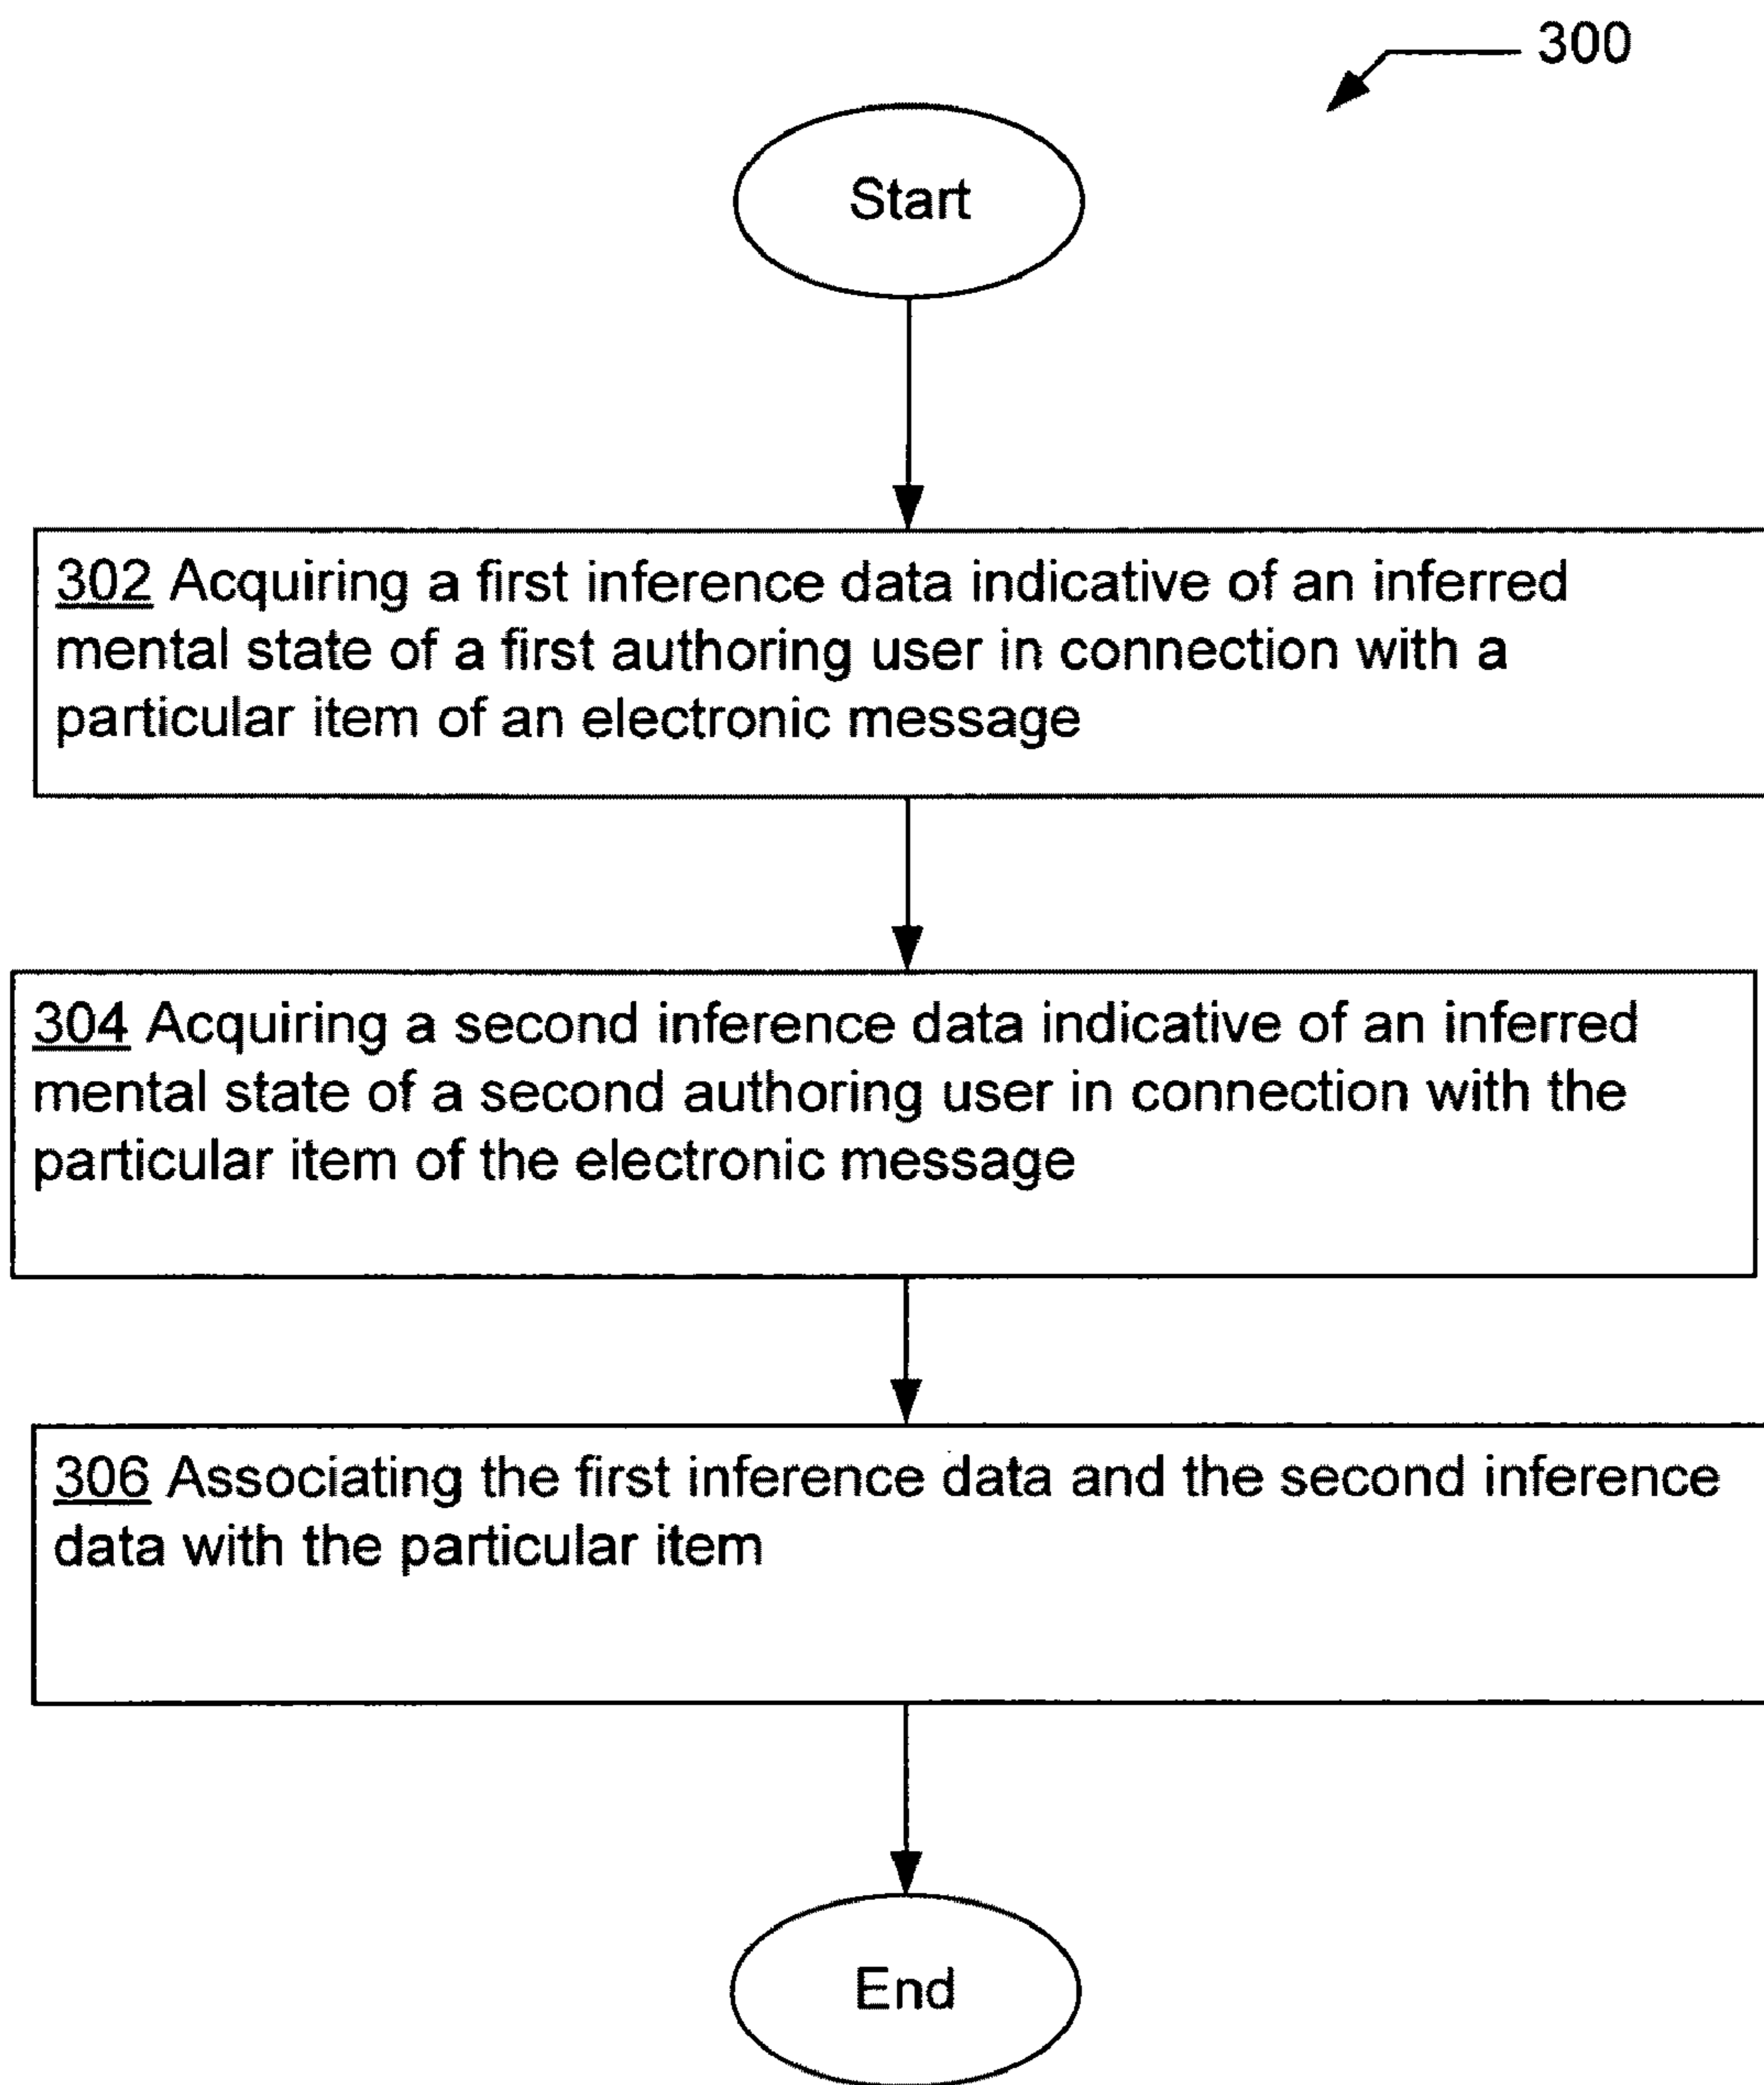 300
Start
302 Acquiring a first inference data indicative of an inferred
mental state of a first authoring user in connection with a
particular item of an electronic message
304 Acquiring a second inference data indicative of an inferred
mental state of a second authoring user in connection with the
particular item of the electronic message
306 Associating the first inference data and the second inference
data with the particular item
End